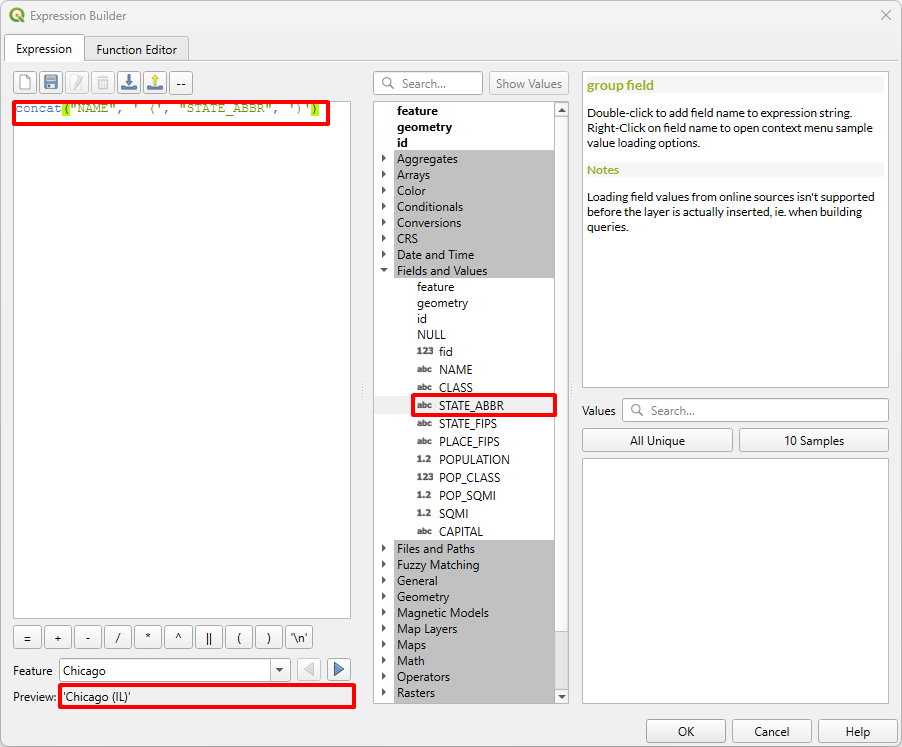 Expression Builder
Expression
Function Editor
--
concat("NAME", ' (', "STATE_ABBR", ')')
Search...
Show Values
feature
geometry
id
Aggregates
Arrays
Color
Conditionals
Conversions
CRS
Date and Time
Fields and Values
feature
geometry
id
NULL
123 fid
abc NAME
abc CLASS
abc STATE_ABBR
abc STATE_FIPS
abc PLACE_FIPS
1.2 POPULATION
123 POP_CLASS
1.2 POP_SQMI
1.2 SQMI
abc CAPITAL
Files and Paths
Fuzzy Matching
General
Geometry
Magnetic Models
Map Layers
Maps
Math
Operators
Rasters
group field
Double-click to add field name to expression string.
Right-Click on field name to open context menu sample
value loading options.
Notes
Loading field values from online sources isn't supported
before the layer is actually inserted, ie. when building
queries.
Values
Search...
All Unique
10 Samples
= + - / * ^ || ( ) '\n'
Feature
Chicago
Preview:
'Chicago (IL)'
OK
Cancel
Help